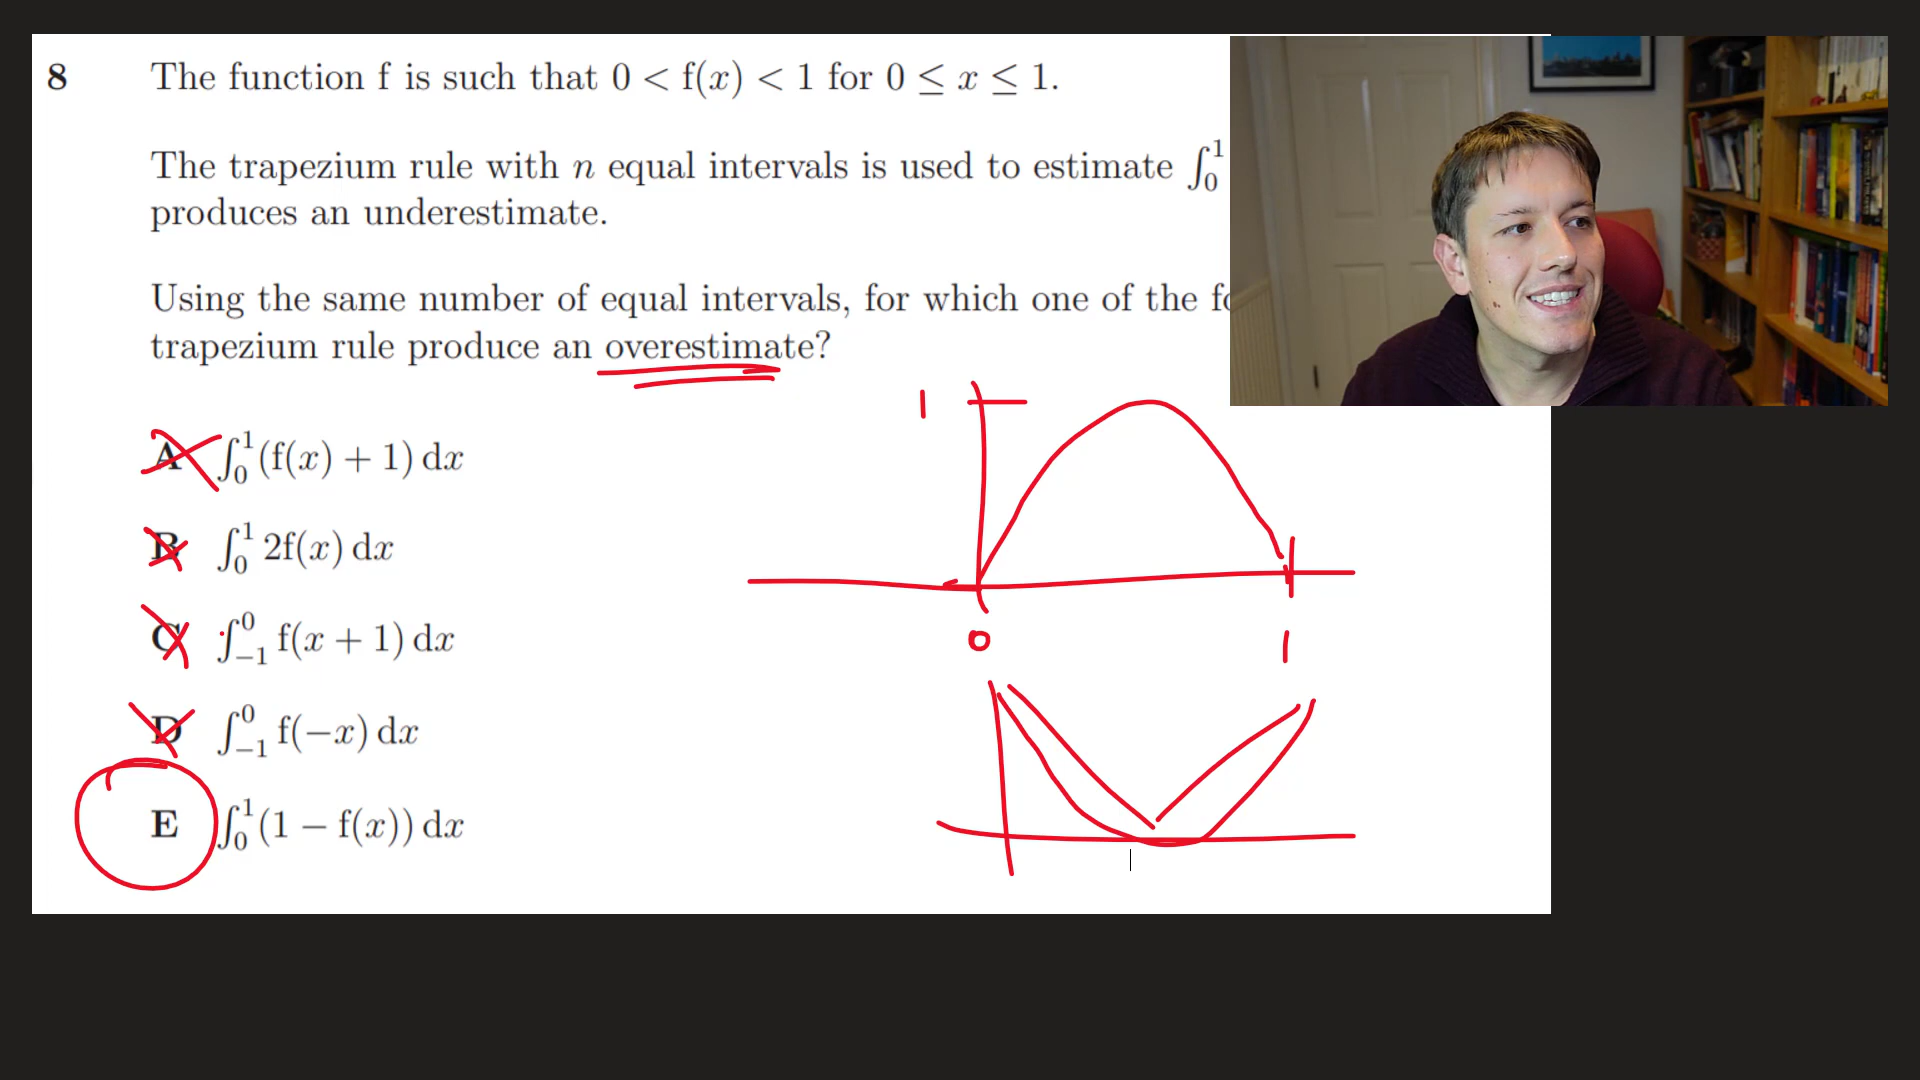 8 The function f is such that 0 < f(x) < 1 for 0 ≤ x ≤ 1.
The trapezium rule with n equal intervals is used to estimate ∫₀¹
produces an underestimate.
Using the same number of equal intervals, for which one of the
trapezium rule produce an overestimate?
A ∫₀¹ (f(x) + 1) dx
B ∫₀¹ 2f(x) dx
C ∫₋₁⁰ f(x + 1) dx
D ∫₋₁⁰ f(−x) dx
E ∫₀¹ (1 − f(x)) dx
1
0 1